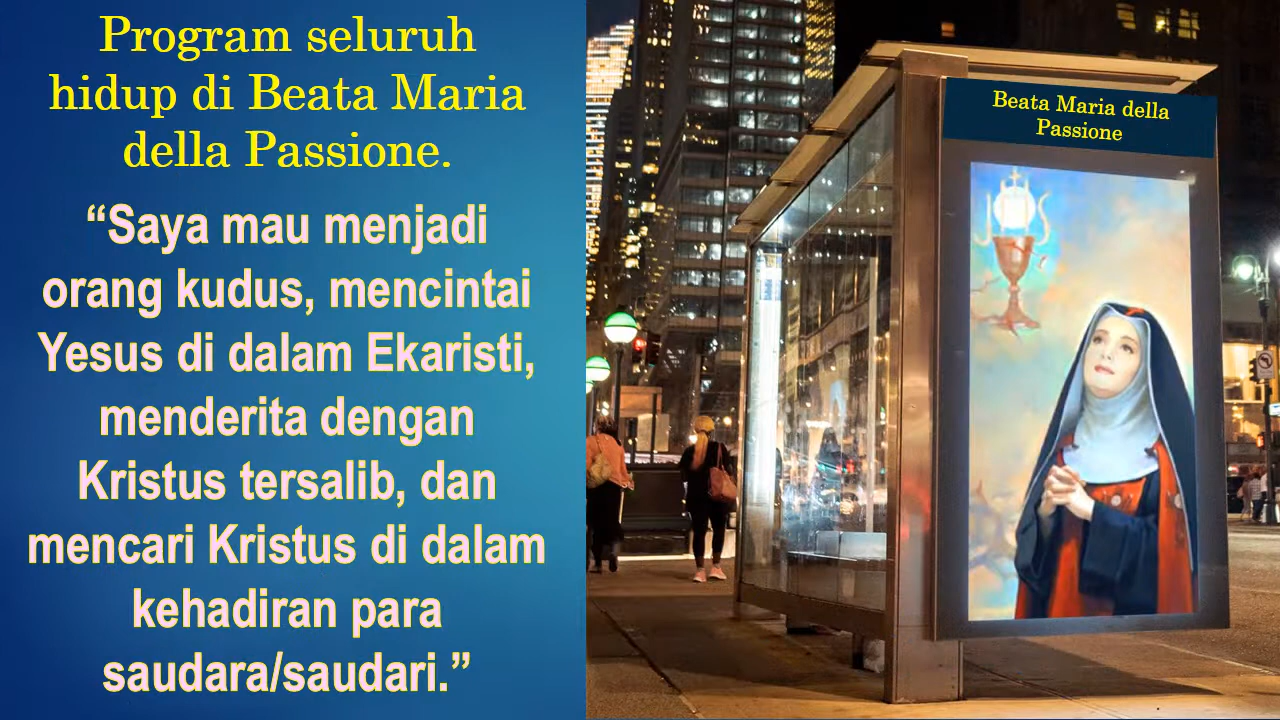 Program seluruh
hidup di Beata Maria
della Passione.
“Saya mau menjadi
orang kudus, mencintai
Yesus di dalam Ekaristi,
menderita dengan
Kristus tersalib, dan
mencari Kristus di dalam
kehadiran para
saudara/saudari.”
Beata Maria della
Passione
JHS